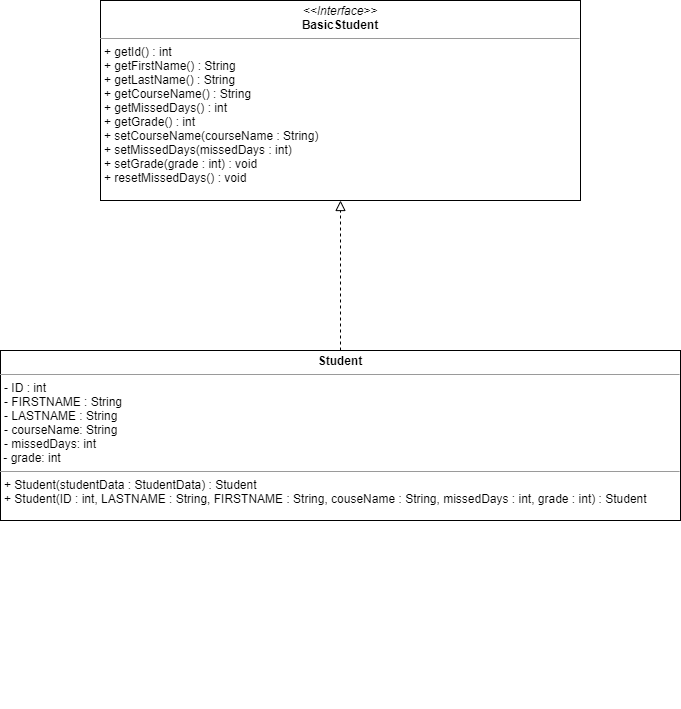 <<Interface>>
BasicStudent
+ getId() : int
+ getFirstName() : String
+ getLastName() : String
+ getCourseName() : String
+ getMissedDays() : int
+ getGrade() : int
+ setCourseName(courseName : String)
+ setMissedDays(missedDays : int)
+ setGrade(grade : int) : void
+ resetMissedDays() : void
Student
- ID : int
- FIRSTNAME : String
- LASTNAME : String
- courseName: String
- missedDays: int
- grade: int
+ Student(studentData : StudentData) : Student
+ Student(ID : int, LASTNAME : String, FIRSTNAME : String, couseName : String, missedDays : int, grade : int) : Student